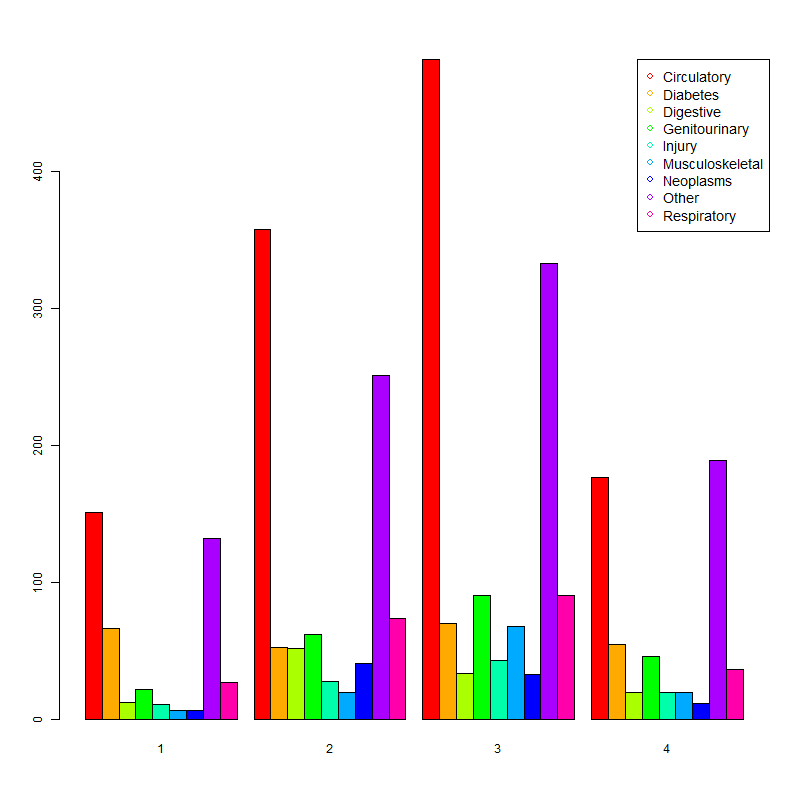 Circulatory
Diabetes
Digestive
Genitourinary
Injury
Musculoskeletal
Neoplasms
Other
Respiratory
400
300
200
100
0
1 2 3 4